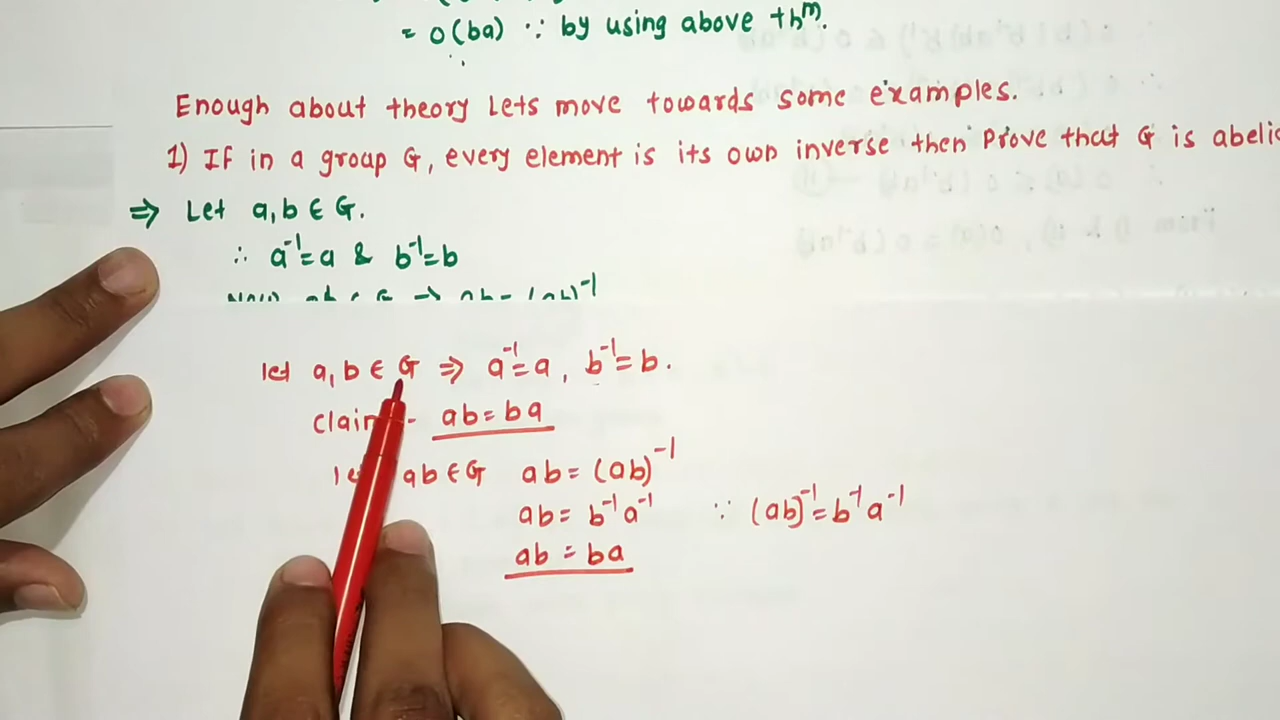 = o(ba) ∵ by using above thm.
Enough about theory Lets move towards some examples.
1) If in a group G, every element is its own inverse then Prove that G is
⇒ Let a, b ∈ G.
∴ a⁻¹=a & b⁻¹=b
let a, b ∈ G ⇒ a⁻¹=a, b⁻¹=b.
ab=ba
ab ∈ G ab = (ab)⁻¹
ab = b⁻¹a⁻¹ ∵ (ab)⁻¹=b⁻¹a⁻¹
ab = ba